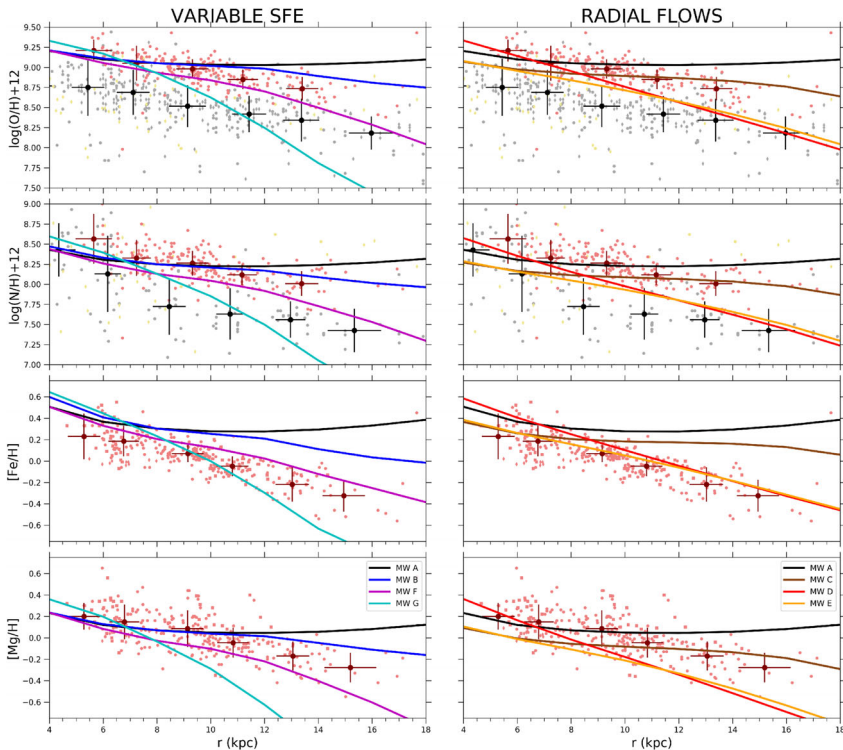 VARIABLE SFE
RADIAL FLOWS
log(O/H)+12
9.50
9.25
9.00
8.75
8.50
8.25
8.00
7.75
7.50
log(N/H)+12
9.00
8.75
8.50
8.25
8.00
7.75
7.50
7.25
7.00
[Fe/H]
0.6
0.4
0.2
0.0
−0.2
−0.4
−0.6
[Mg/H]
0.6
0.4
0.2
0.0
−0.2
−0.4
−0.6
MW A
MW B
MW F
MW G
MW A
MW C
MW D
MW E
4 6 8 10 12 14 16 18
4 6 8 10 12 14 16 18
r (kpc)
r (kpc)